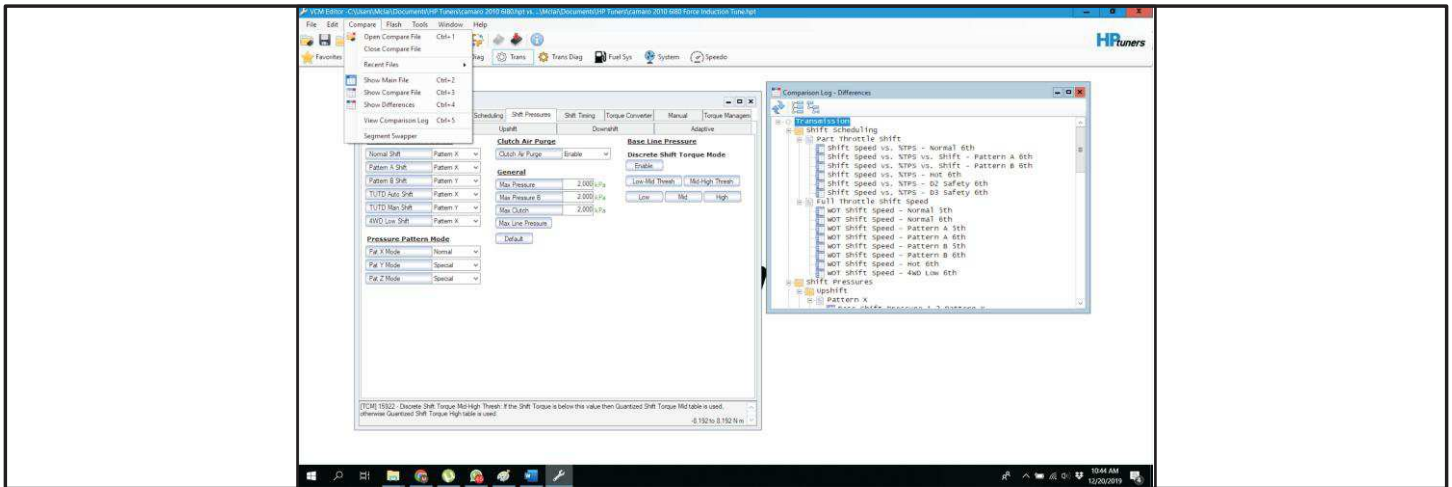 VCM Editor - C:\Users\Mclai\Documents\HP Tuners\camaro 2010 6l80.hpt vs. ..\Mclai\Documents\HP Tuners\camaro 2010 6l80 Force Induction Tune.hpt
File Edit Compare Flash Tools Window Help
Open Compare File Ctrl+1
Close Compare File
Recent Files
Show Main File Ctrl+2
Show Compare File Ctrl+3
Show Differences Ctrl+4
View Comparison Log Ctrl+5
Segment Swapper
HPtuners
Favorites
Diag Trans Trans Diag Fuel Sys System Speedo
Scheduling Shift Pressures Shift Timing Torque Converter Manual Torque Managem
Upshift Downshift Adaptive
Normal Shift Pattern X
Pattern A Shift Pattern X
Pattern B Shift Pattern Y
TUTD Auto Shift Pattern X
TUTD Man Shift Pattern Y
4WD Low Shift Pattern X
Pressure Pattern Mode
Pat X Mode Normal
Pat Y Mode Special
Pat Z Mode Special
Clutch Air Purge
Clutch Air Purge Enable
General
Max Pressure 2,000 kPa
Max Pressure B 2,000 kPa
Max Clutch 2,000 kPa
Max Line Pressure
Default
Base Line Pressure
Discrete Shift Torque Mode
Enable
Low-Mid Thresh Mid-High Thresh
Low Mid High
[TCM] 15922 - Discrete Shift Torque Mid-High Thresh: If the Shift Torque is below this value then Quantized Shift Torque Mid table is used,
otherwise Quantized Shift Torque High table is used.
-8,192 to 8,192 N·m
Comparison Log - Differences
Transmission
Shift Scheduling
Part Throttle Shift
Shift Speed vs. %TPS - Normal 6th
Shift Speed vs. %TPS vs. Shift - Pattern A 6th
Shift Speed vs. %TPS vs. Shift - Pattern B 6th
Shift Speed vs. %TPS - Hot 6th
Shift Speed vs. %TPS - D2 Safety 6th
Shift Speed vs. %TPS - D3 Safety 6th
Full Throttle Shift Speed
WOT Shift Speed - Normal 5th
WOT Shift Speed - Normal 6th
WOT Shift Speed - Pattern A 5th
WOT Shift Speed - Pattern A 6th
WOT Shift Speed - Pattern B 5th
WOT Shift Speed - Pattern B 6th
WOT Shift Speed - Hot 6th
WOT Shift Speed - 4WD Low 6th
Shift Pressures
Upshift
Pattern X
Base Shift Pressure 1-2 Pattern X
10:44 AM
12/20/2019